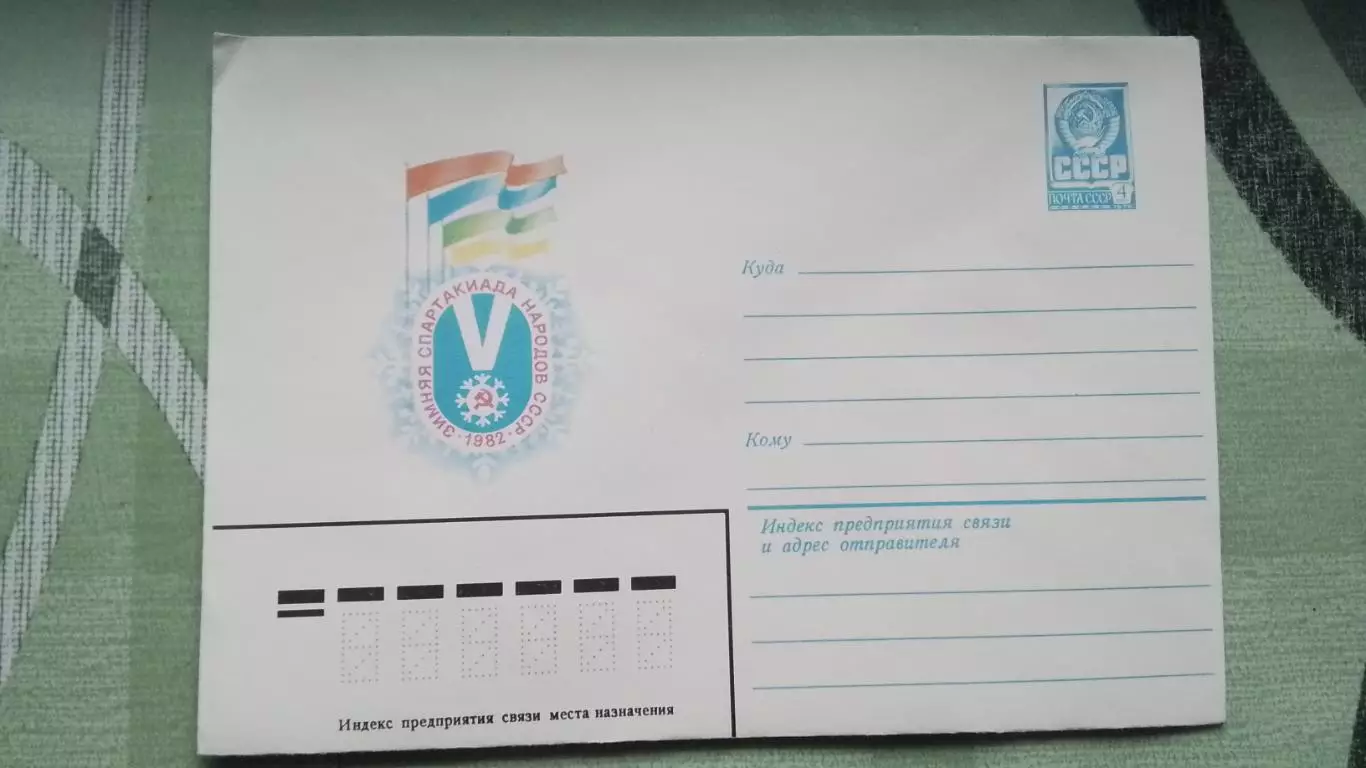 СССР
ПОЧТА СССР 4
ЗИМНЯЯ СПАРТАКИАДА НАРОДОВ СССР
V
· 1982 ·
Куда
Кому
Индекс предприятия связи
и адрес отправителя
Индекс предприятия связи места назначения